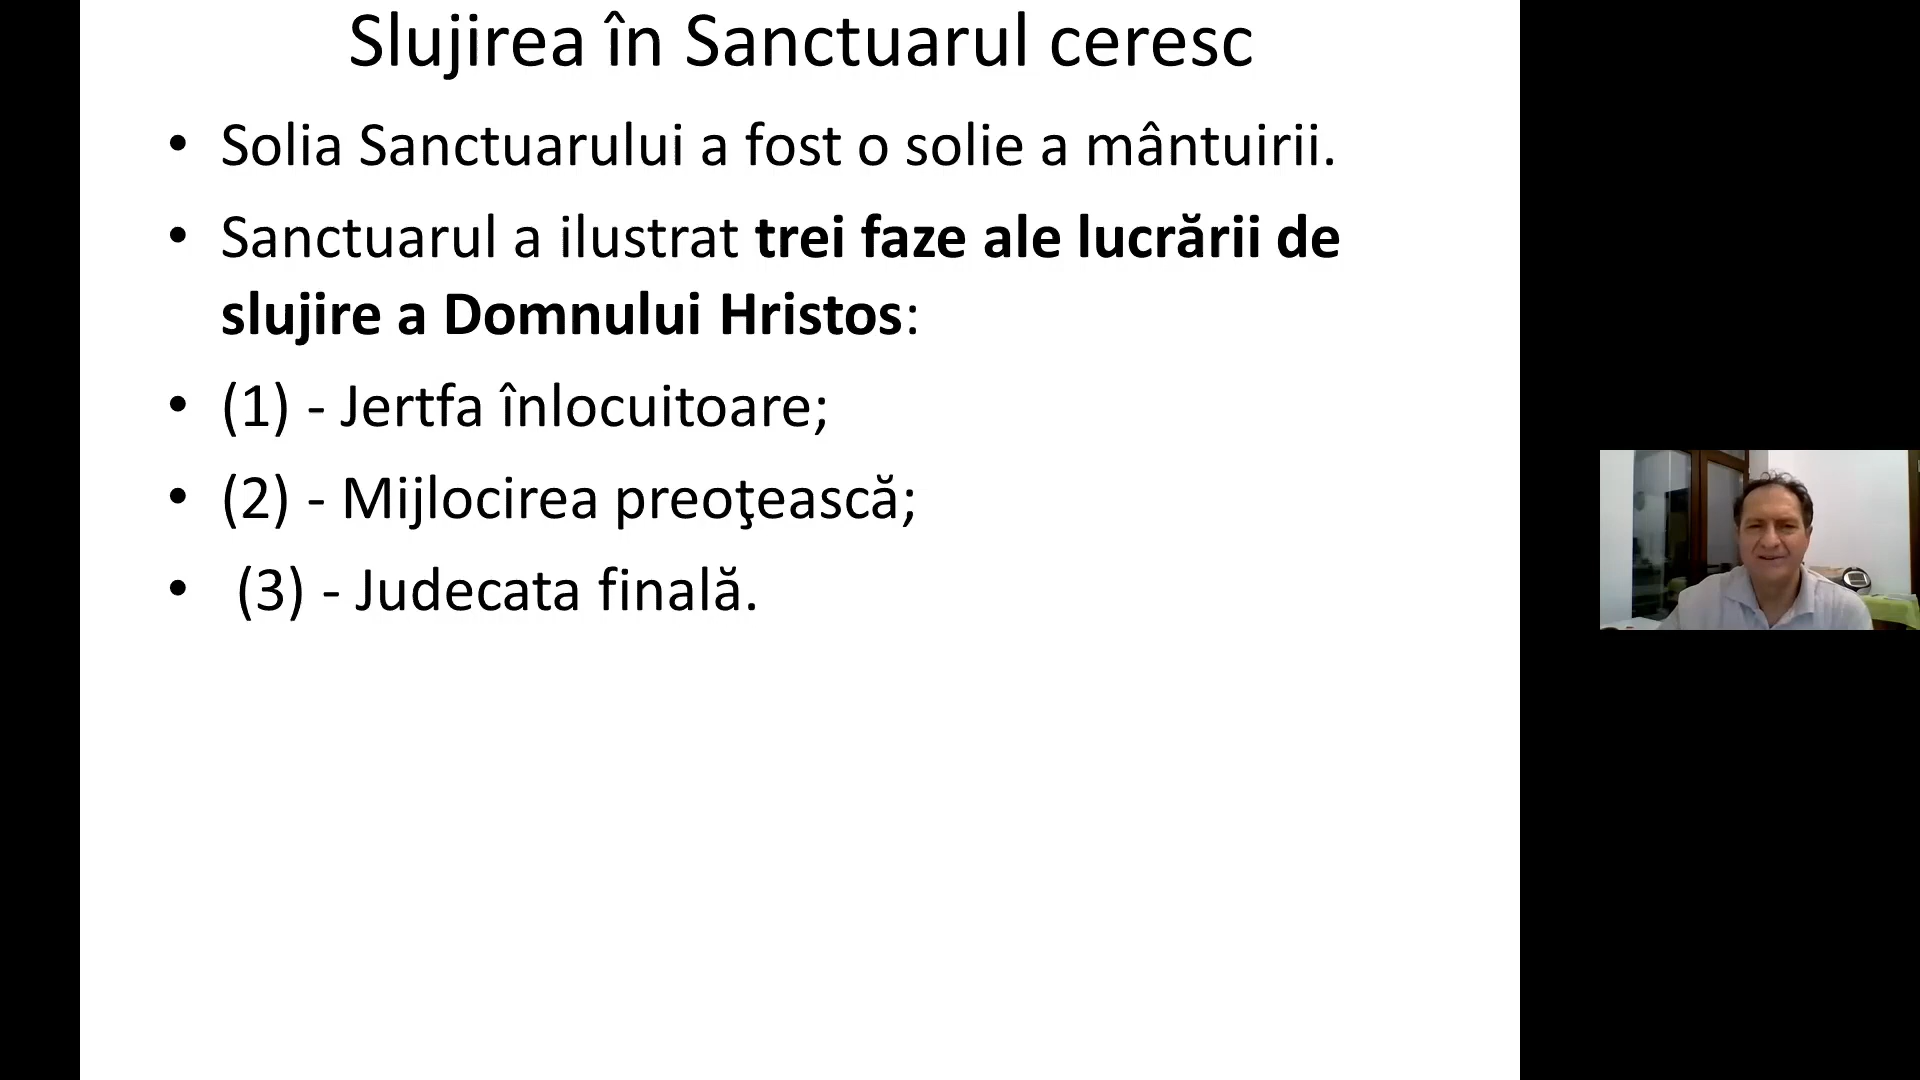 Slujirea în Sanctuarul ceresc
• Solia Sanctuarului a fost o solie a mântuirii.
• Sanctuarul a ilustrat trei faze ale lucrării de
slujire a Domnului Hristos:
• (1) - Jertfa înlocuitoare;
• (2) - Mijlocirea preoţească;
• (3) - Judecata finală.